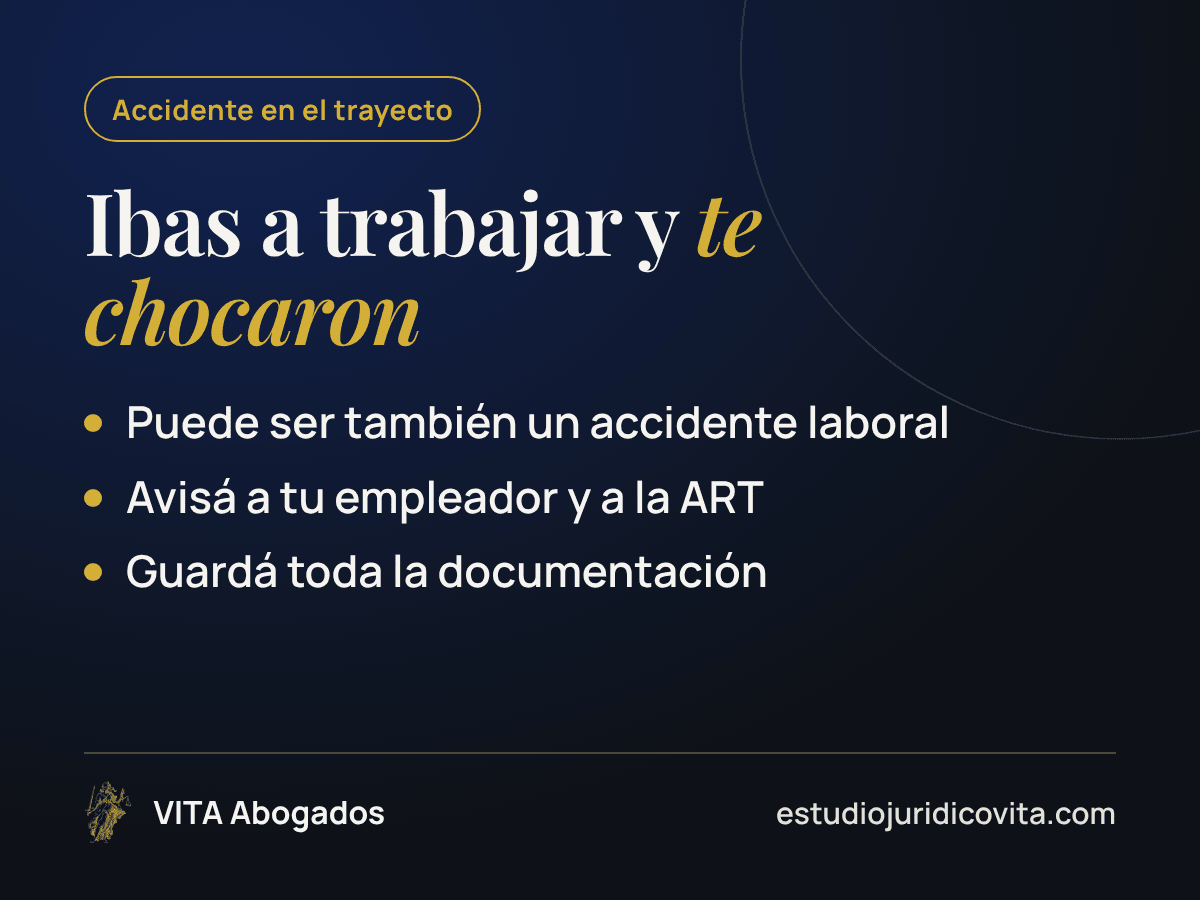 Accidente en el trayecto
Ibas a trabajar y te
chocaron
Puede ser también un accidente laboral
Avisá a tu empleador y a la ART
Guardá toda la documentación
VITA Abogados
estudiojuridicovita.com